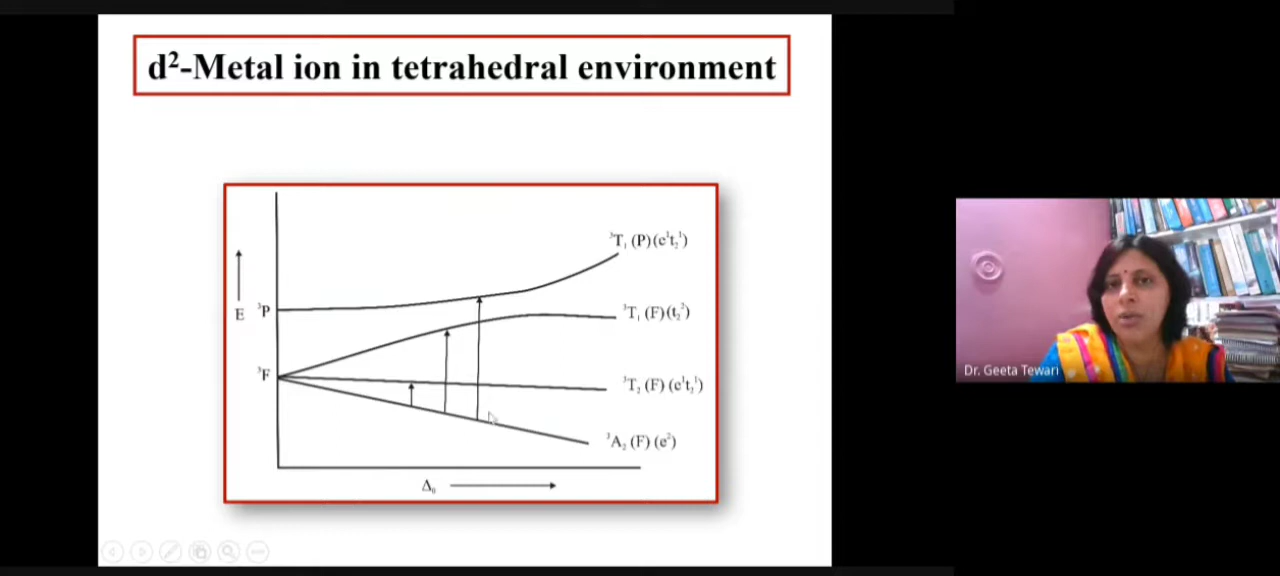 d²-Metal ion in tetrahedral environment
³T₁ (P) (e¹t₂¹)
E ³P
³T₁ (F) (t₂²)
³F
³T₂ (F) (e¹t₂¹)
³A₂ (F) (e²)
Δ₀
Dr. Geeta Tewari